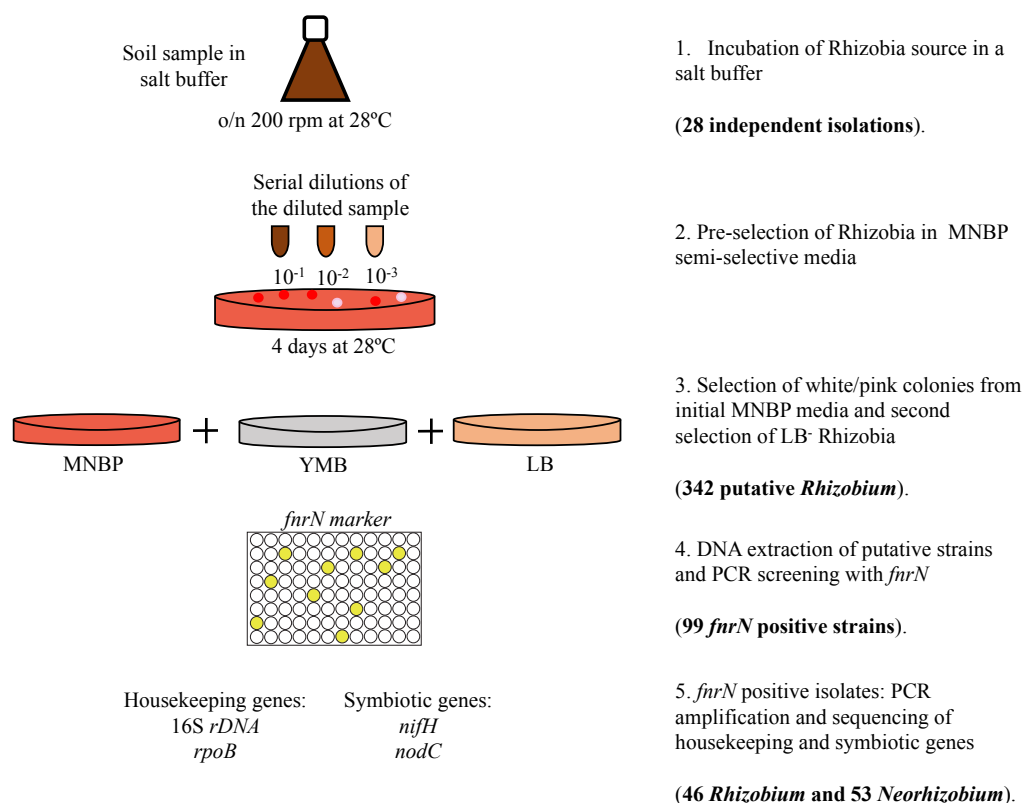 Soil sample in
salt buffer
o/n 200 rpm at 28ºC
1. Incubation of Rhizobia source in a
salt buffer
(28 independent isolations).
Serial dilutions of
the diluted sample
10⁻¹ 10⁻² 10⁻³
4 days at 28ºC
2. Pre-selection of Rhizobia in MNBP
semi-selective media
MNBP + YMB + LB
3. Selection of white/pink colonies from
initial MNBP media and second
selection of LB⁻ Rhizobia
(342 putative Rhizobium).
fnrN marker
4. DNA extraction of putative strains
and PCR screening with fnrN
(99 fnrN positive strains).
Housekeeping genes:
16S rDNA
rpoB
Symbiotic genes:
nifH
nodC
5. fnrN positive isolates: PCR
amplification and sequencing of
housekeeping and symbiotic genes
(46 Rhizobium and 53 Neorhizobium).